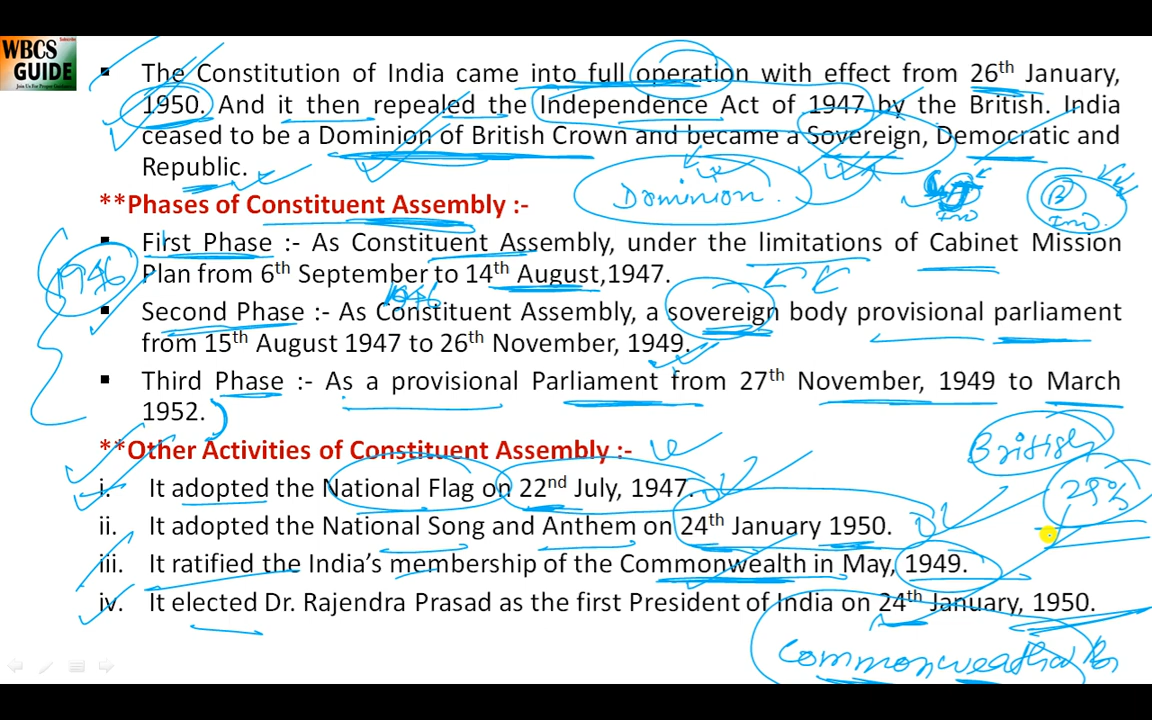 WBCS
GUIDE
▪ The Constitution of India came into full operation with effect from 26th January,
1950. And it then repealed the Independence Act of 1947 by the British. India
ceased to be a Dominion of British Crown and became a Sovereign, Democratic and
Republic.
Dominion.
B
Ind.
Ind.
**Phases of Constituent Assembly :-
▪ First Phase :- As Constituent Assembly, under the limitations of Cabinet Mission
Plan from 6th September to 14th August,1947.
1946
1946
▪ Second Phase :- As Constituent Assembly, a sovereign body provisional parliament
from 15th August 1947 to 26th November, 1949.
▪ Third Phase :- As a provisional Parliament from 27th November, 1949 to March
1952.
**Other Activities of Constituent Assembly :-
British
i. It adopted the National Flag on 22nd July, 1947.
ii. It adopted the National Song and Anthem on 24th January 1950.
iii. It ratified the India's membership of the Commonwealth in May, 1949.
iv. It elected Dr. Rajendra Prasad as the first President of India on 24th January, 1950.